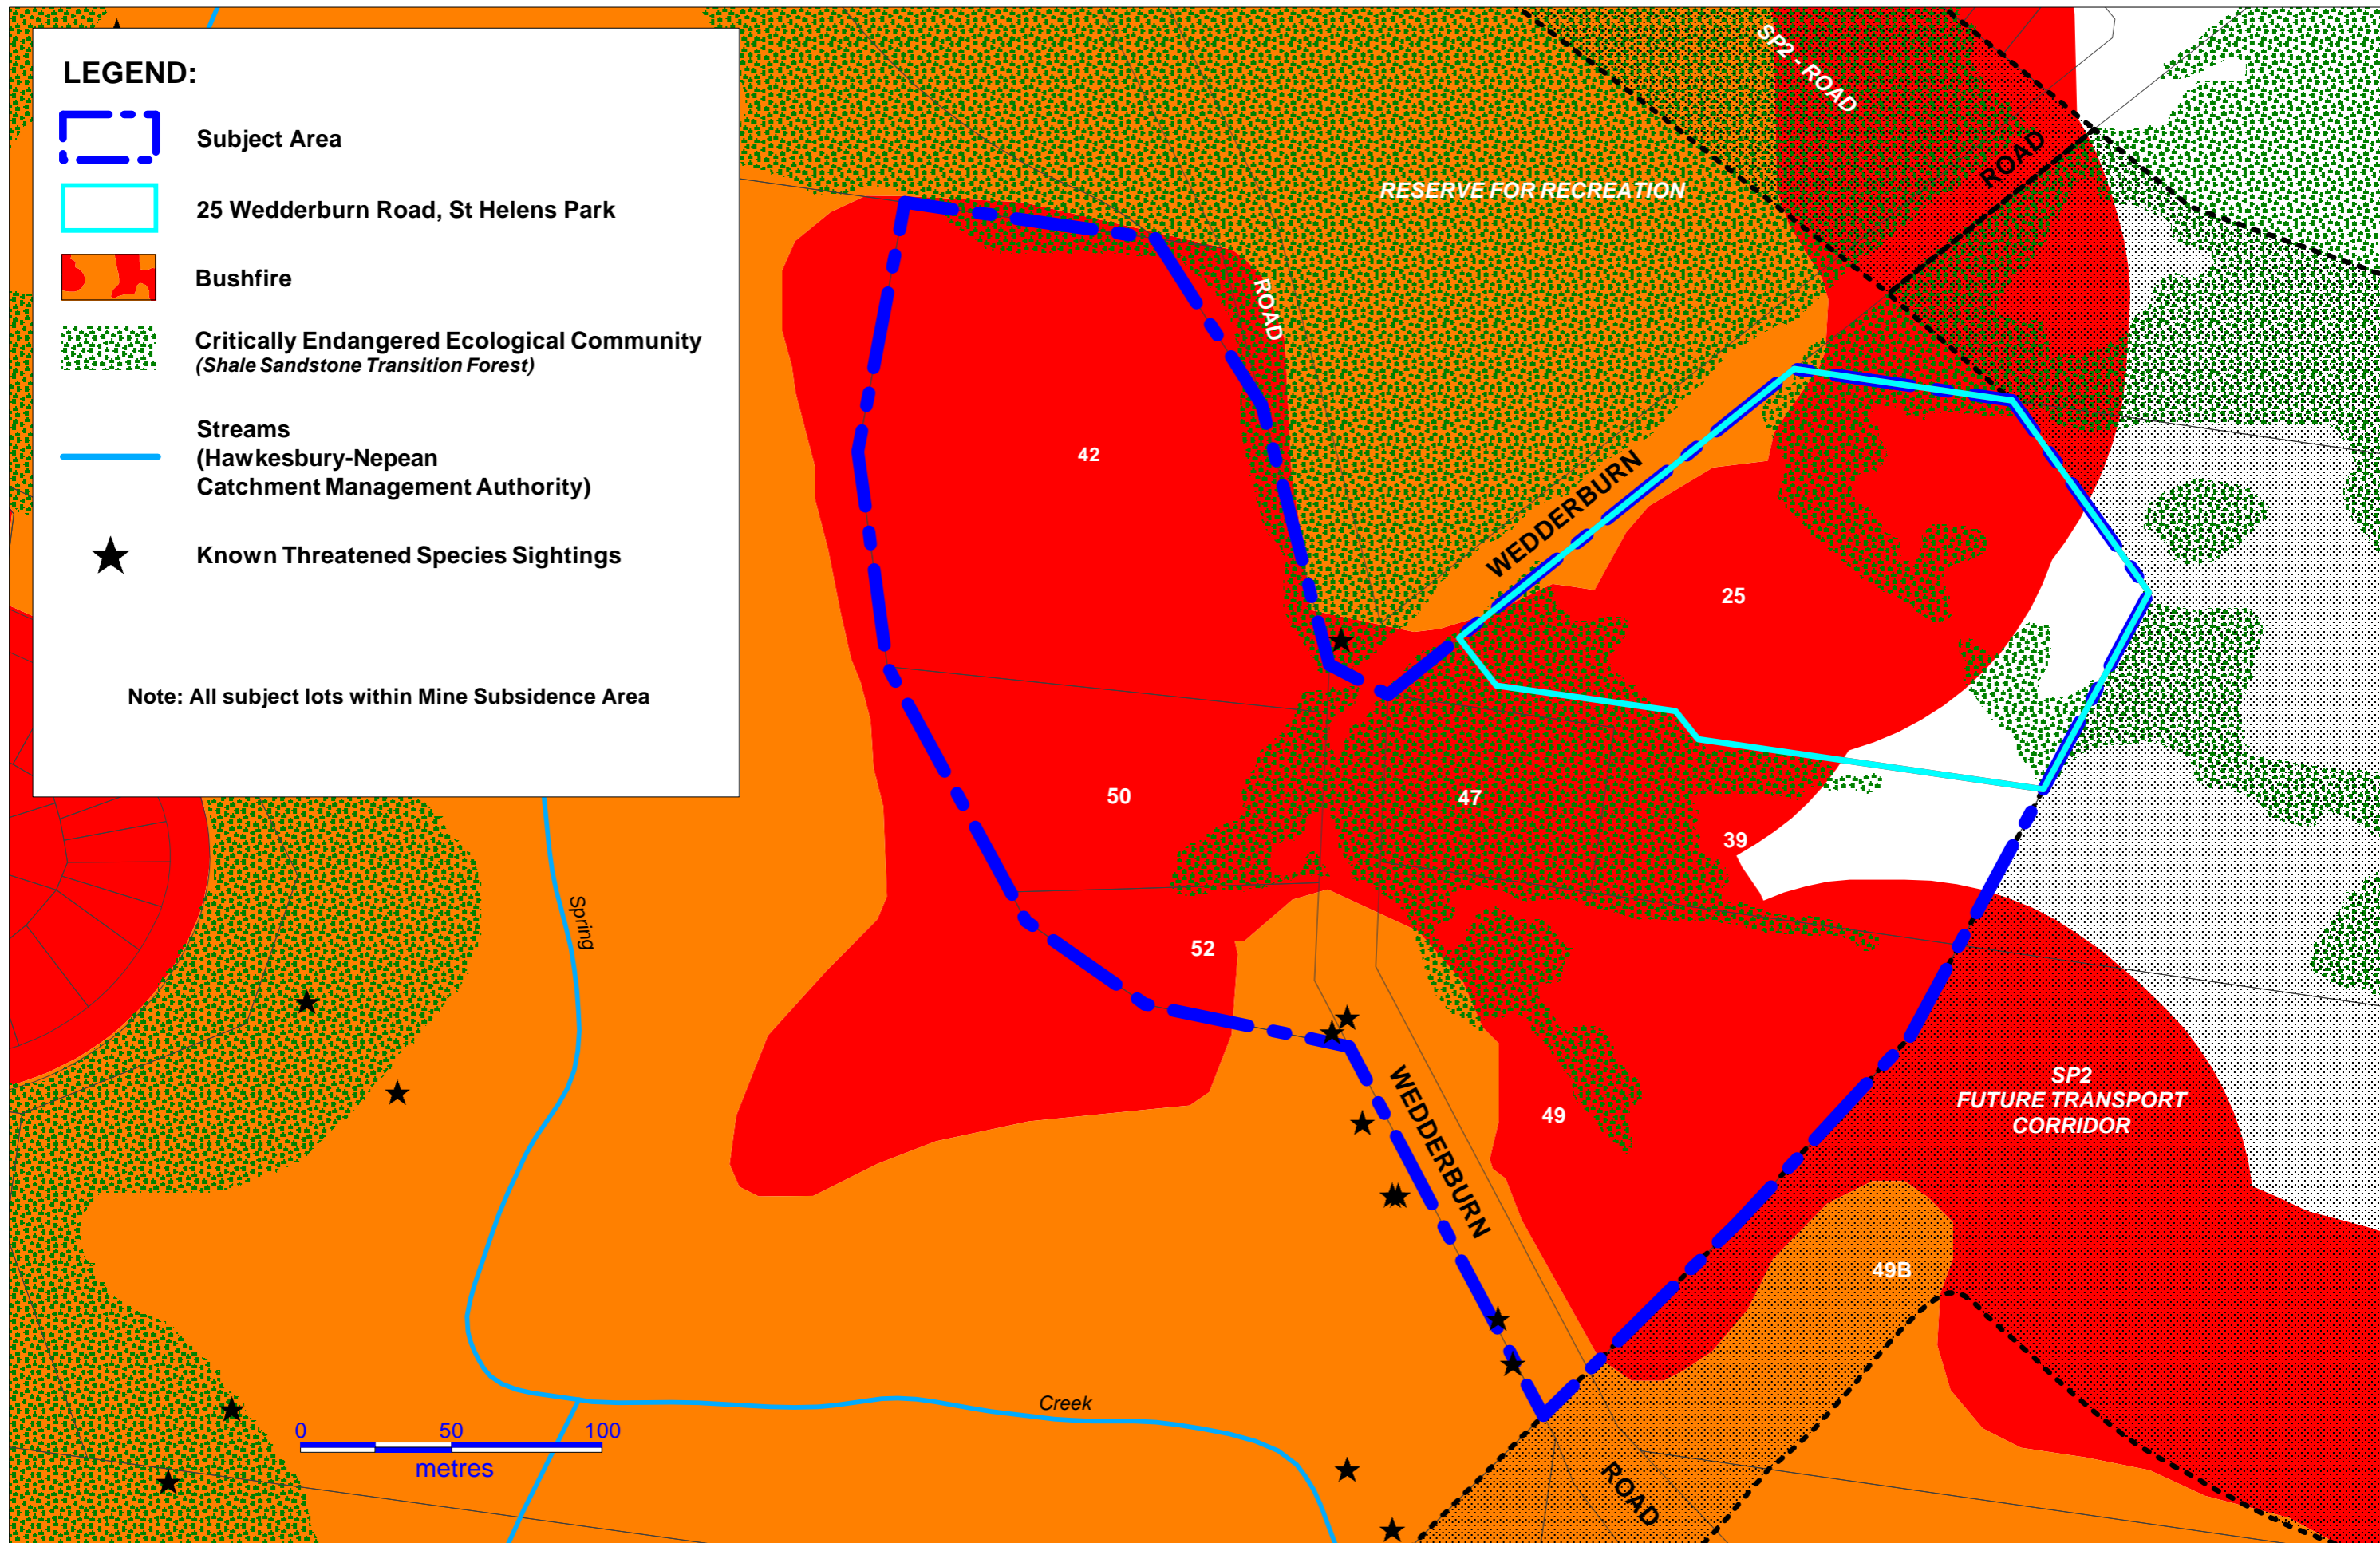 LEGEND:
Subject Area
25 Wedderburn Road, St Helens Park
Bushfire
Critically Endangered Ecological Community
(Shale Sandstone Transition Forest)
Streams
(Hawkesbury-Nepean
Catchment Management Authority)
Known Threatened Species Sightings
Note: All subject lots within Mine Subsidence Area
SP2 - ROAD
ROAD
RESERVE FOR RECREATION
ROAD
42
WEDDERBURN
25
50
47
39
Spring
52
WEDDERBURN
49
SP2
FUTURE TRANSPORT
CORRIDOR
49B
Creek
0 50 100
metres
ROAD